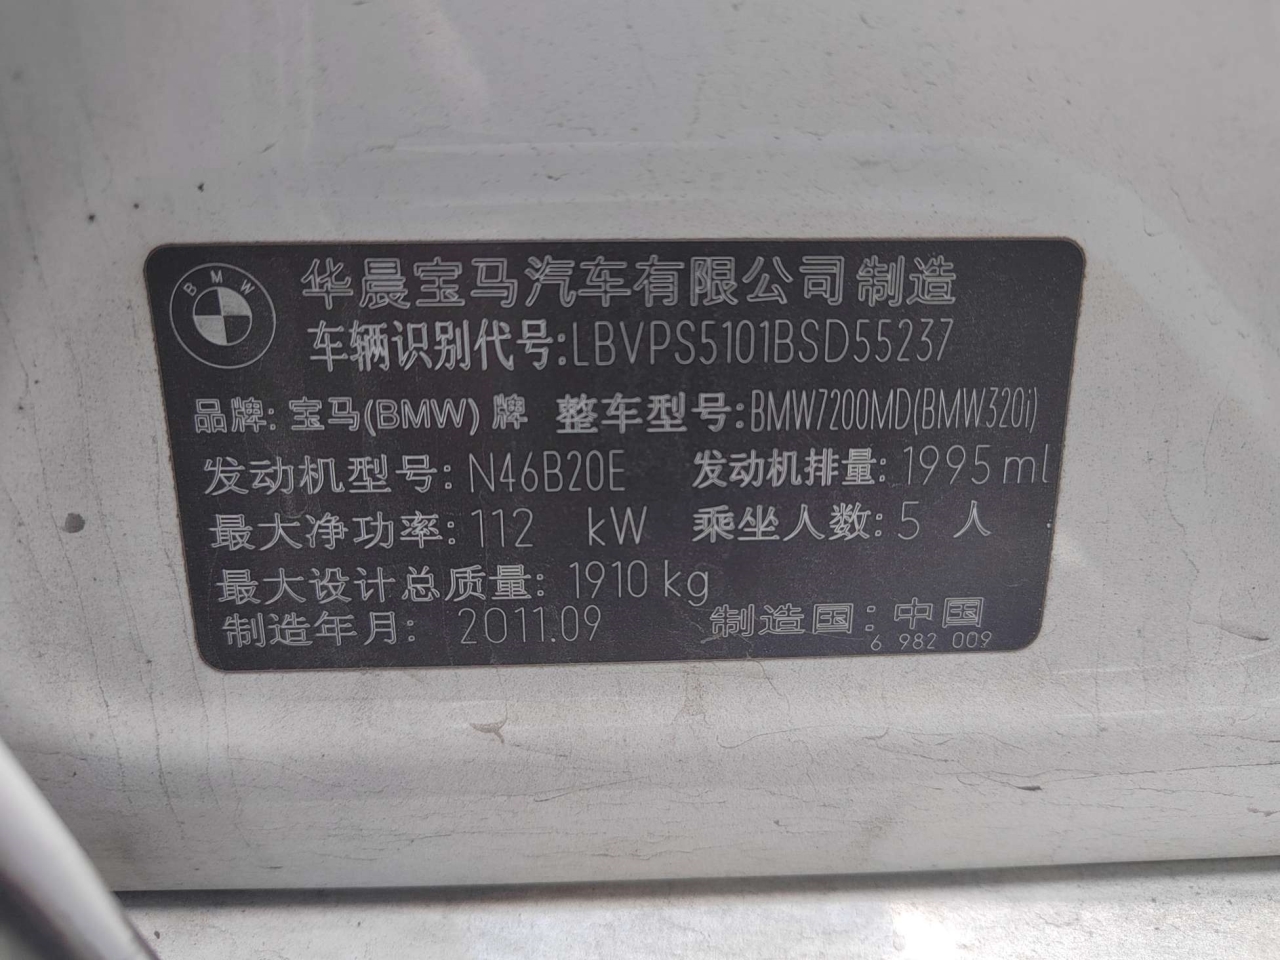 BMW
华晨宝马汽车有限公司制造
车辆识别代号:LBVPS5101BSD55237
品牌: 宝马(BMW) 牌 整车型号:BMW7200MD(BMW320i)
发动机型号: N46B20E 发动机排量: 1995 ml
最大净功率: 112 kW 乘坐人数: 5 人
最大设计总质量: 1910 kg
制造年月: 2011.09 制造国: 中国
6 982 009